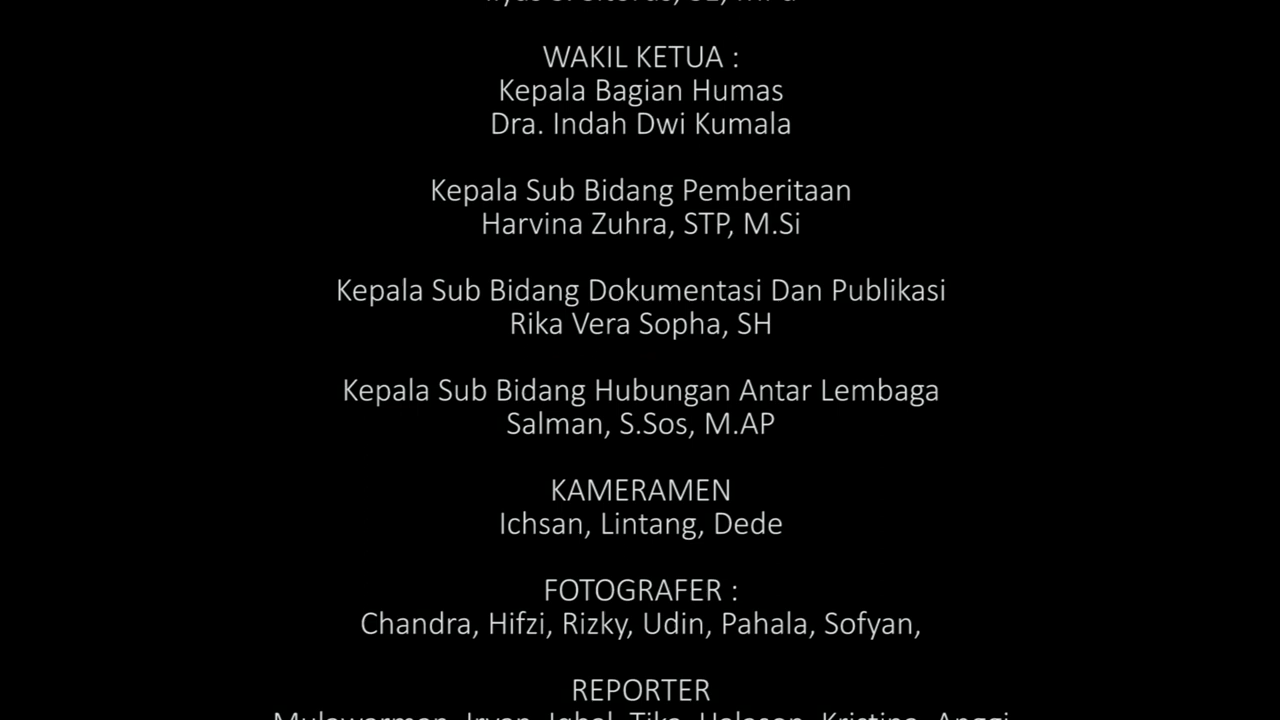 WAKIL KETUA :
Kepala Bagian Humas
Dra. Indah Dwi Kumala
Kepala Sub Bidang Pemberitaan
Harvina Zuhra, STP, M.Si
Kepala Sub Bidang Dokumentasi Dan Publikasi
Rika Vera Sopha, SH
Kepala Sub Bidang Hubungan Antar Lembaga
Salman, S.Sos, M.AP
KAMERAMEN
Ichsan, Lintang, Dede
FOTOGRAFER :
Chandra, Hifzi, Rizky, Udin, Pahala, Sofyan,
REPORTER